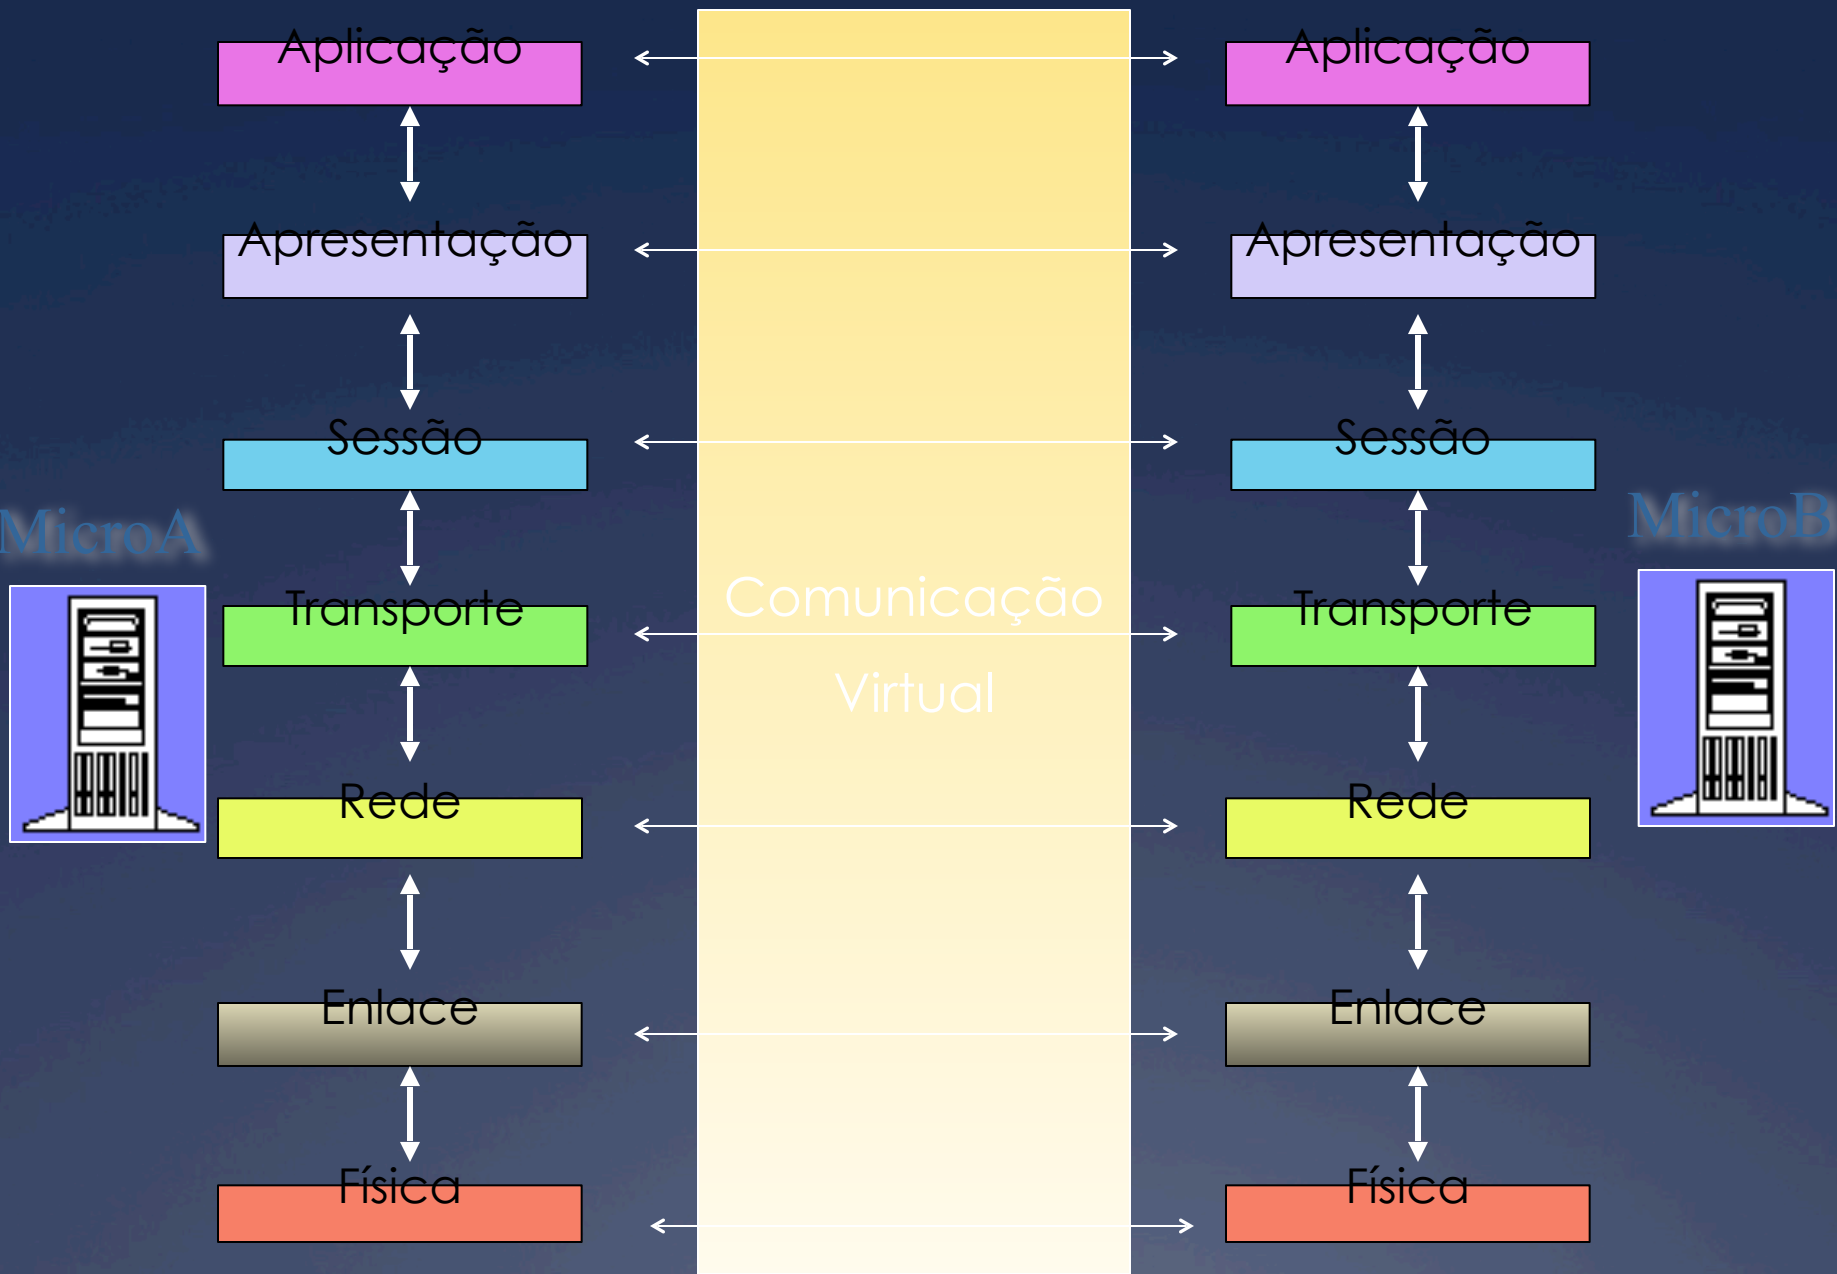 Aplicação
Aplicação
Apresentação
Apresentação
Sessão
Sessão
MicroA
MicroB
Comunicação
Virtual
Transporte
Transporte
Rede
Rede
Enlace
Enlace
Física
Física